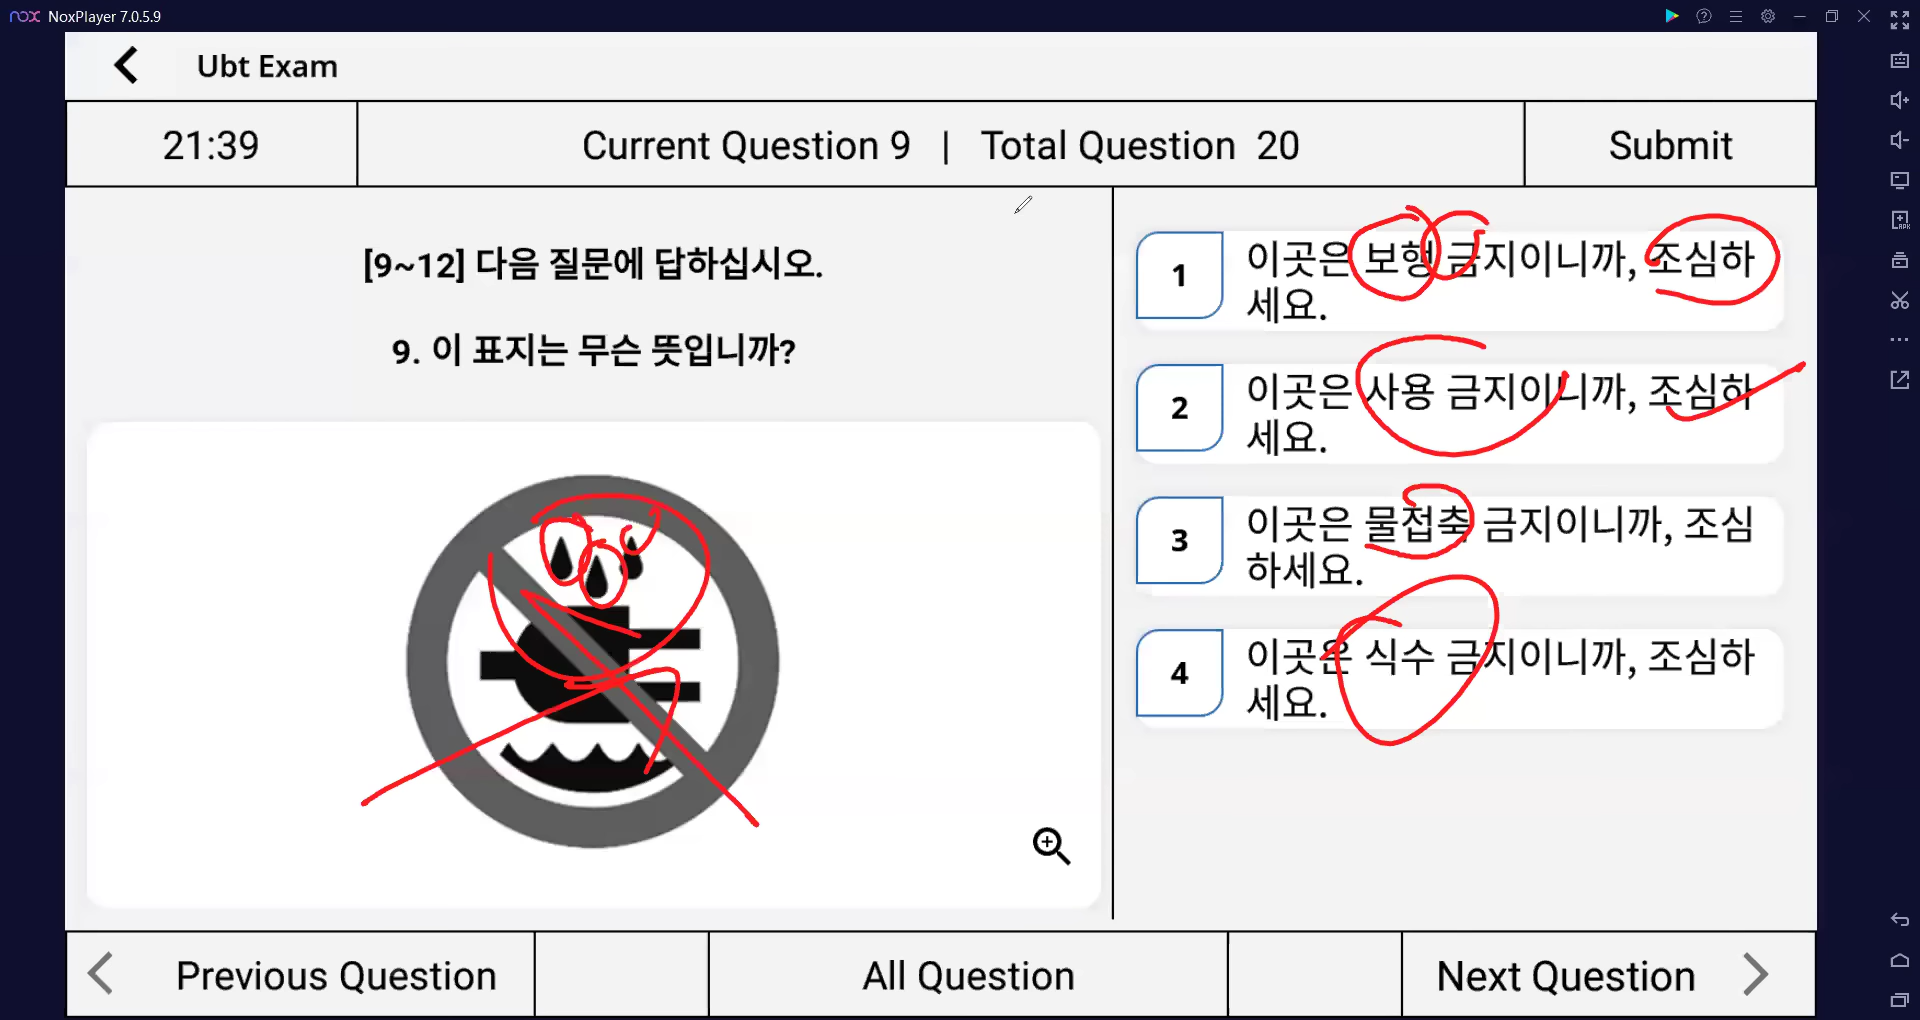 nox NoxPlayer 7.0.5.9
Ubt Exam
21:39
Current Question 9 | Total Question 20
Submit
[9~12] 다음 질문에 답하십시오.
9. 이 표지는 무슨 뜻입니까?
1
이곳은 보행 금지이니까, 조심하
세요.
2
이곳은 사용 금지이니까, 조심하
세요.
3
이곳은 물접촉 금지이니까, 조심
하세요.
4
이곳은 식수 금지이니까, 조심하
세요.
Previous Question
All Question
Next Question